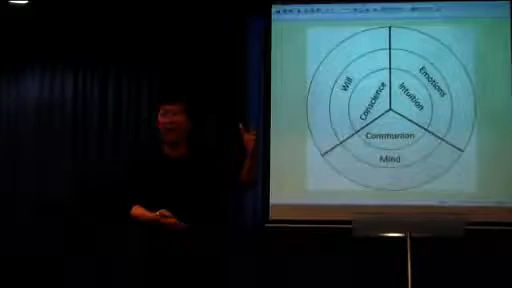 Will
Emotions
Conscience
Intuition
Communion
Mind